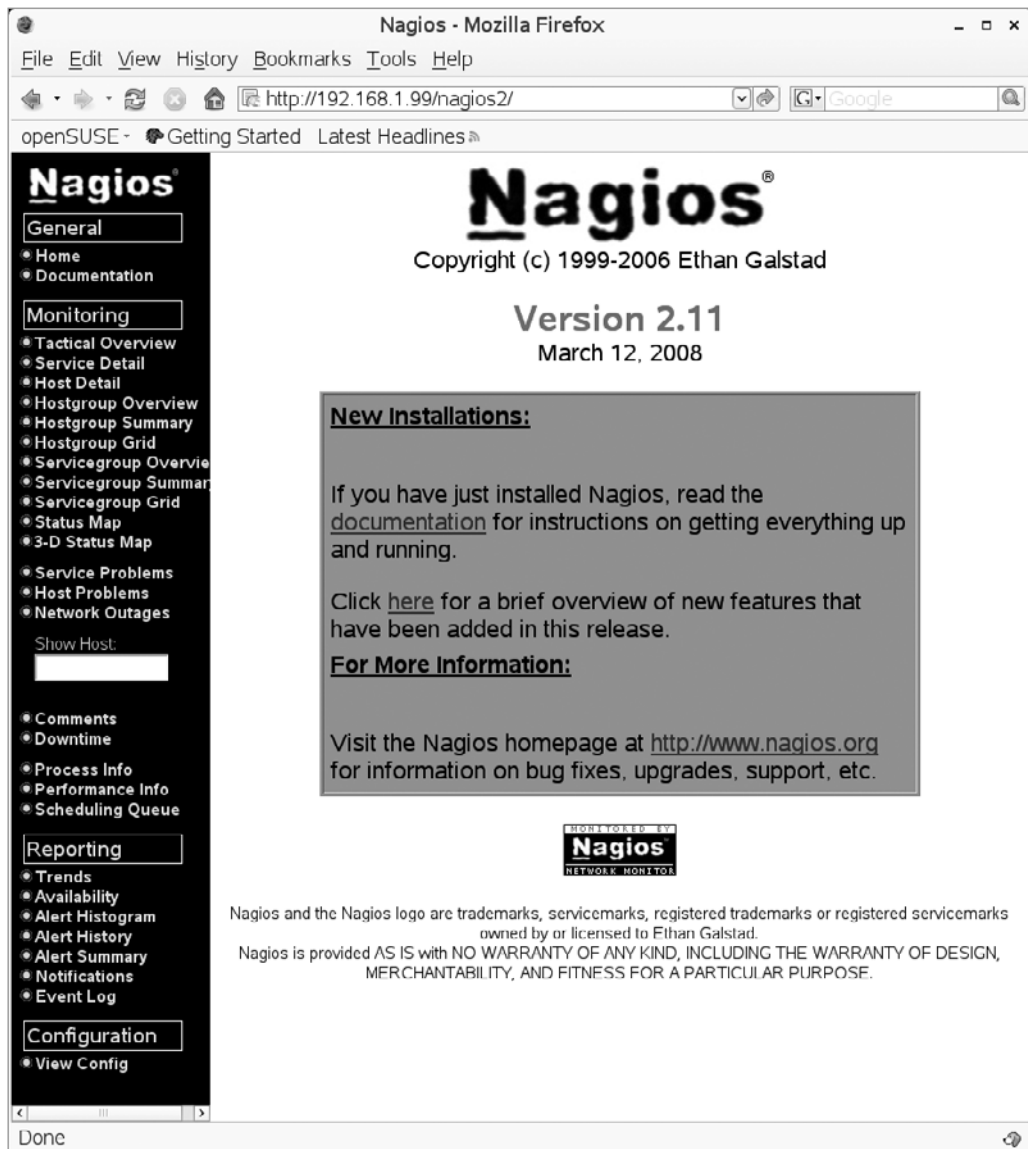 Nagios - Mozilla Firefox
File Edit View History Bookmarks Tools Help
http://192.168.1.99/nagios2/
G
Google
openSUSE
Getting Started
Latest Headlines
Nagios®
General
Home
Documentation
Monitoring
Tactical Overview
Service Detail
Host Detail
Hostgroup Overview
Hostgroup Summary
Hostgroup Grid
Servicegroup Overvie
Servicegroup Summar
Servicegroup Grid
Status Map
3-D Status Map
Service Problems
Host Problems
Network Outages
Show Host:
Comments
Downtime
Process Info
Performance Info
Scheduling Queue
Reporting
Trends
Availability
Alert Histogram
Alert History
Alert Summary
Notifications
Event Log
Configuration
View Config
Nagios®
Copyright (c) 1999-2006 Ethan Galstad
Version 2.11
March 12, 2008
New Installations:
If you have just installed Nagios, read the
documentation for instructions on getting everything up
and running.
Click here for a brief overview of new features that
have been added in this release.
For More Information:
Visit the Nagios homepage at http://www.nagios.org
for information on bug fixes, upgrades, support, etc.
MONITORED BY
Nagios
NETWORK MONITOR
Nagios and the Nagios logo are trademarks, servicemarks, registered trademarks or registered servicemarks
owned by or licensed to Ethan Galstad.
Nagios is provided AS IS with NO WARRANTY OF ANY KIND, INCLUDING THE WARRANTY OF DESIGN,
MERCHANTABILITY, AND FITNESS FOR A PARTICULAR PURPOSE.
Done